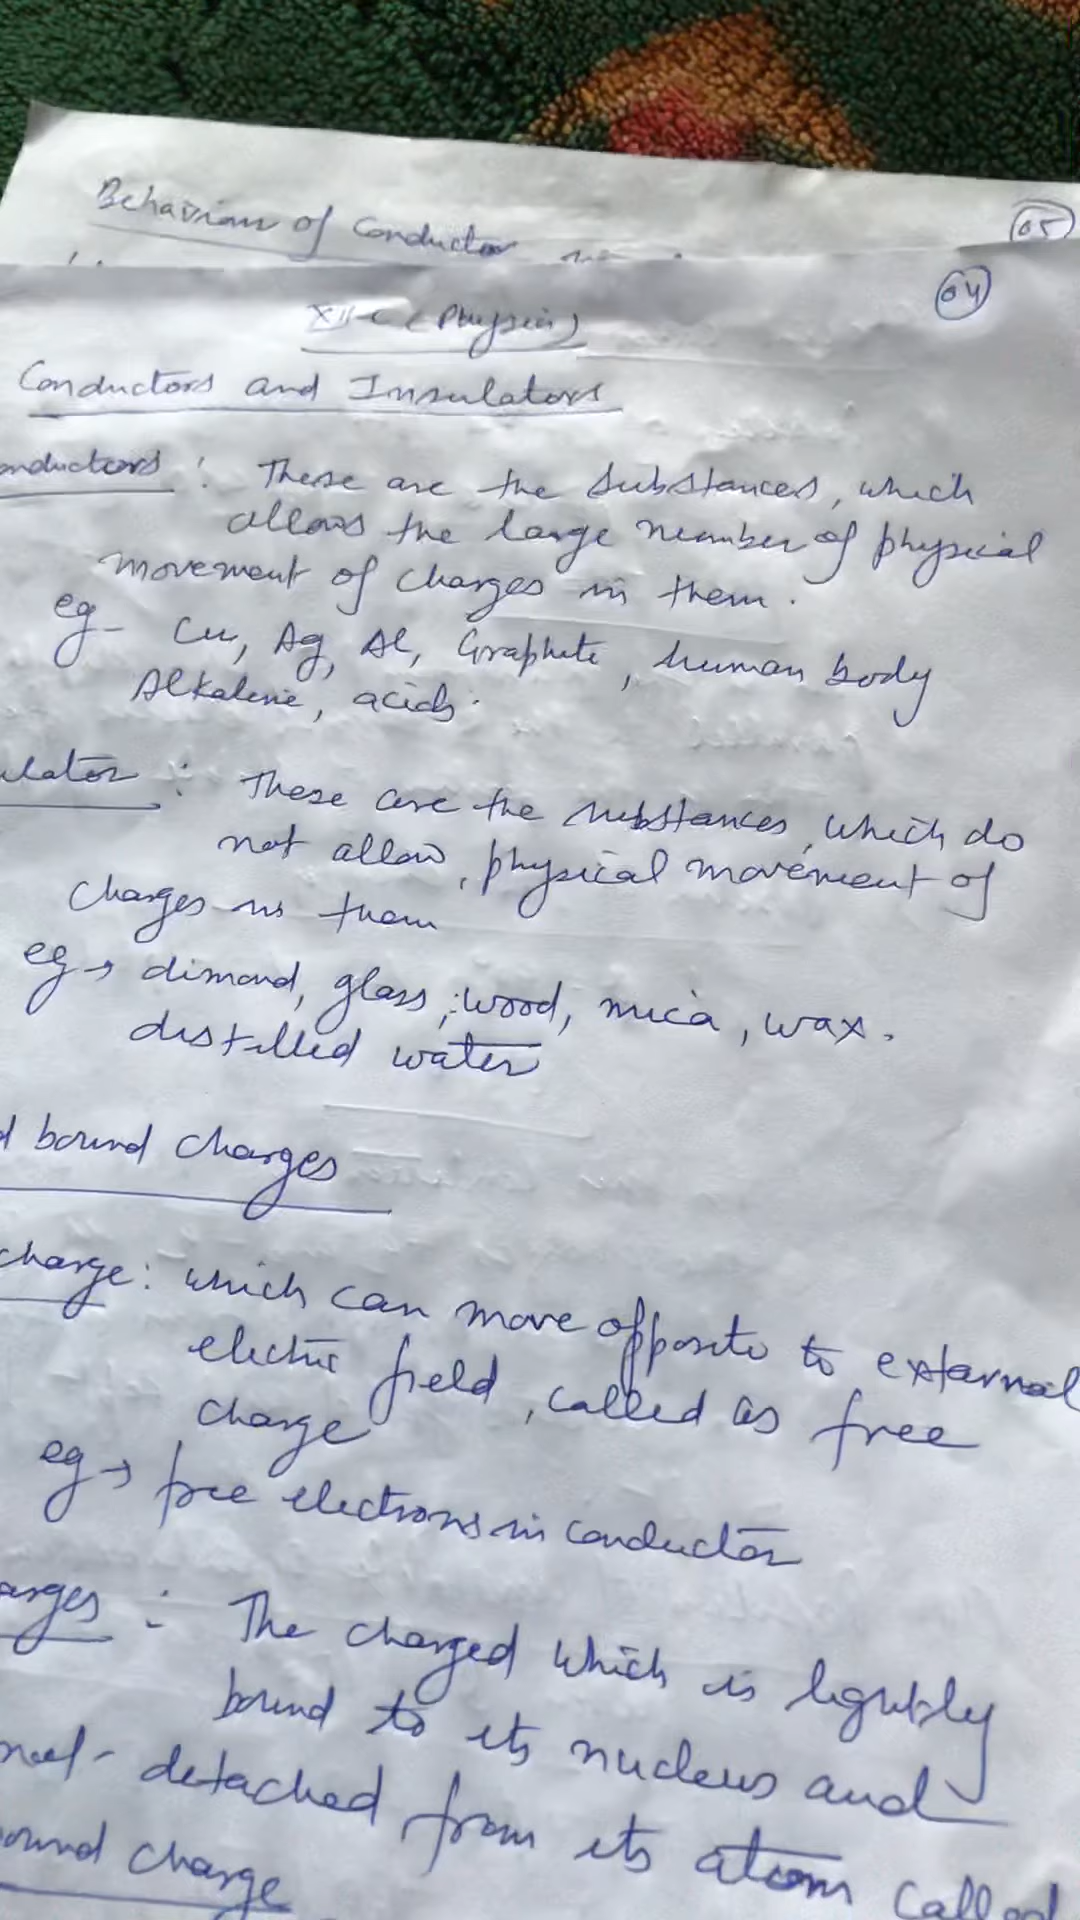 Behaviour of Conductor
05
04
XII C (Physics)
Conductors and Insulators
onductors : These are the substances, which
allows the large number of physical
movement of charges in them.
eg- Cu, Ag, Al, Graphite, human body
Alkaline, acids.
ulator : These are the substances, which do
not allow, physical movement of
charges in them
eg → dimond, glass, wood, mica, wax.
distilled water
d bound charges
charge : which can move opposite to external
electric field, called as free
charge
eg → free electrons in conductor
arges : The charged which is
bound to its nucleus and
not detached from its atom called
ound charge